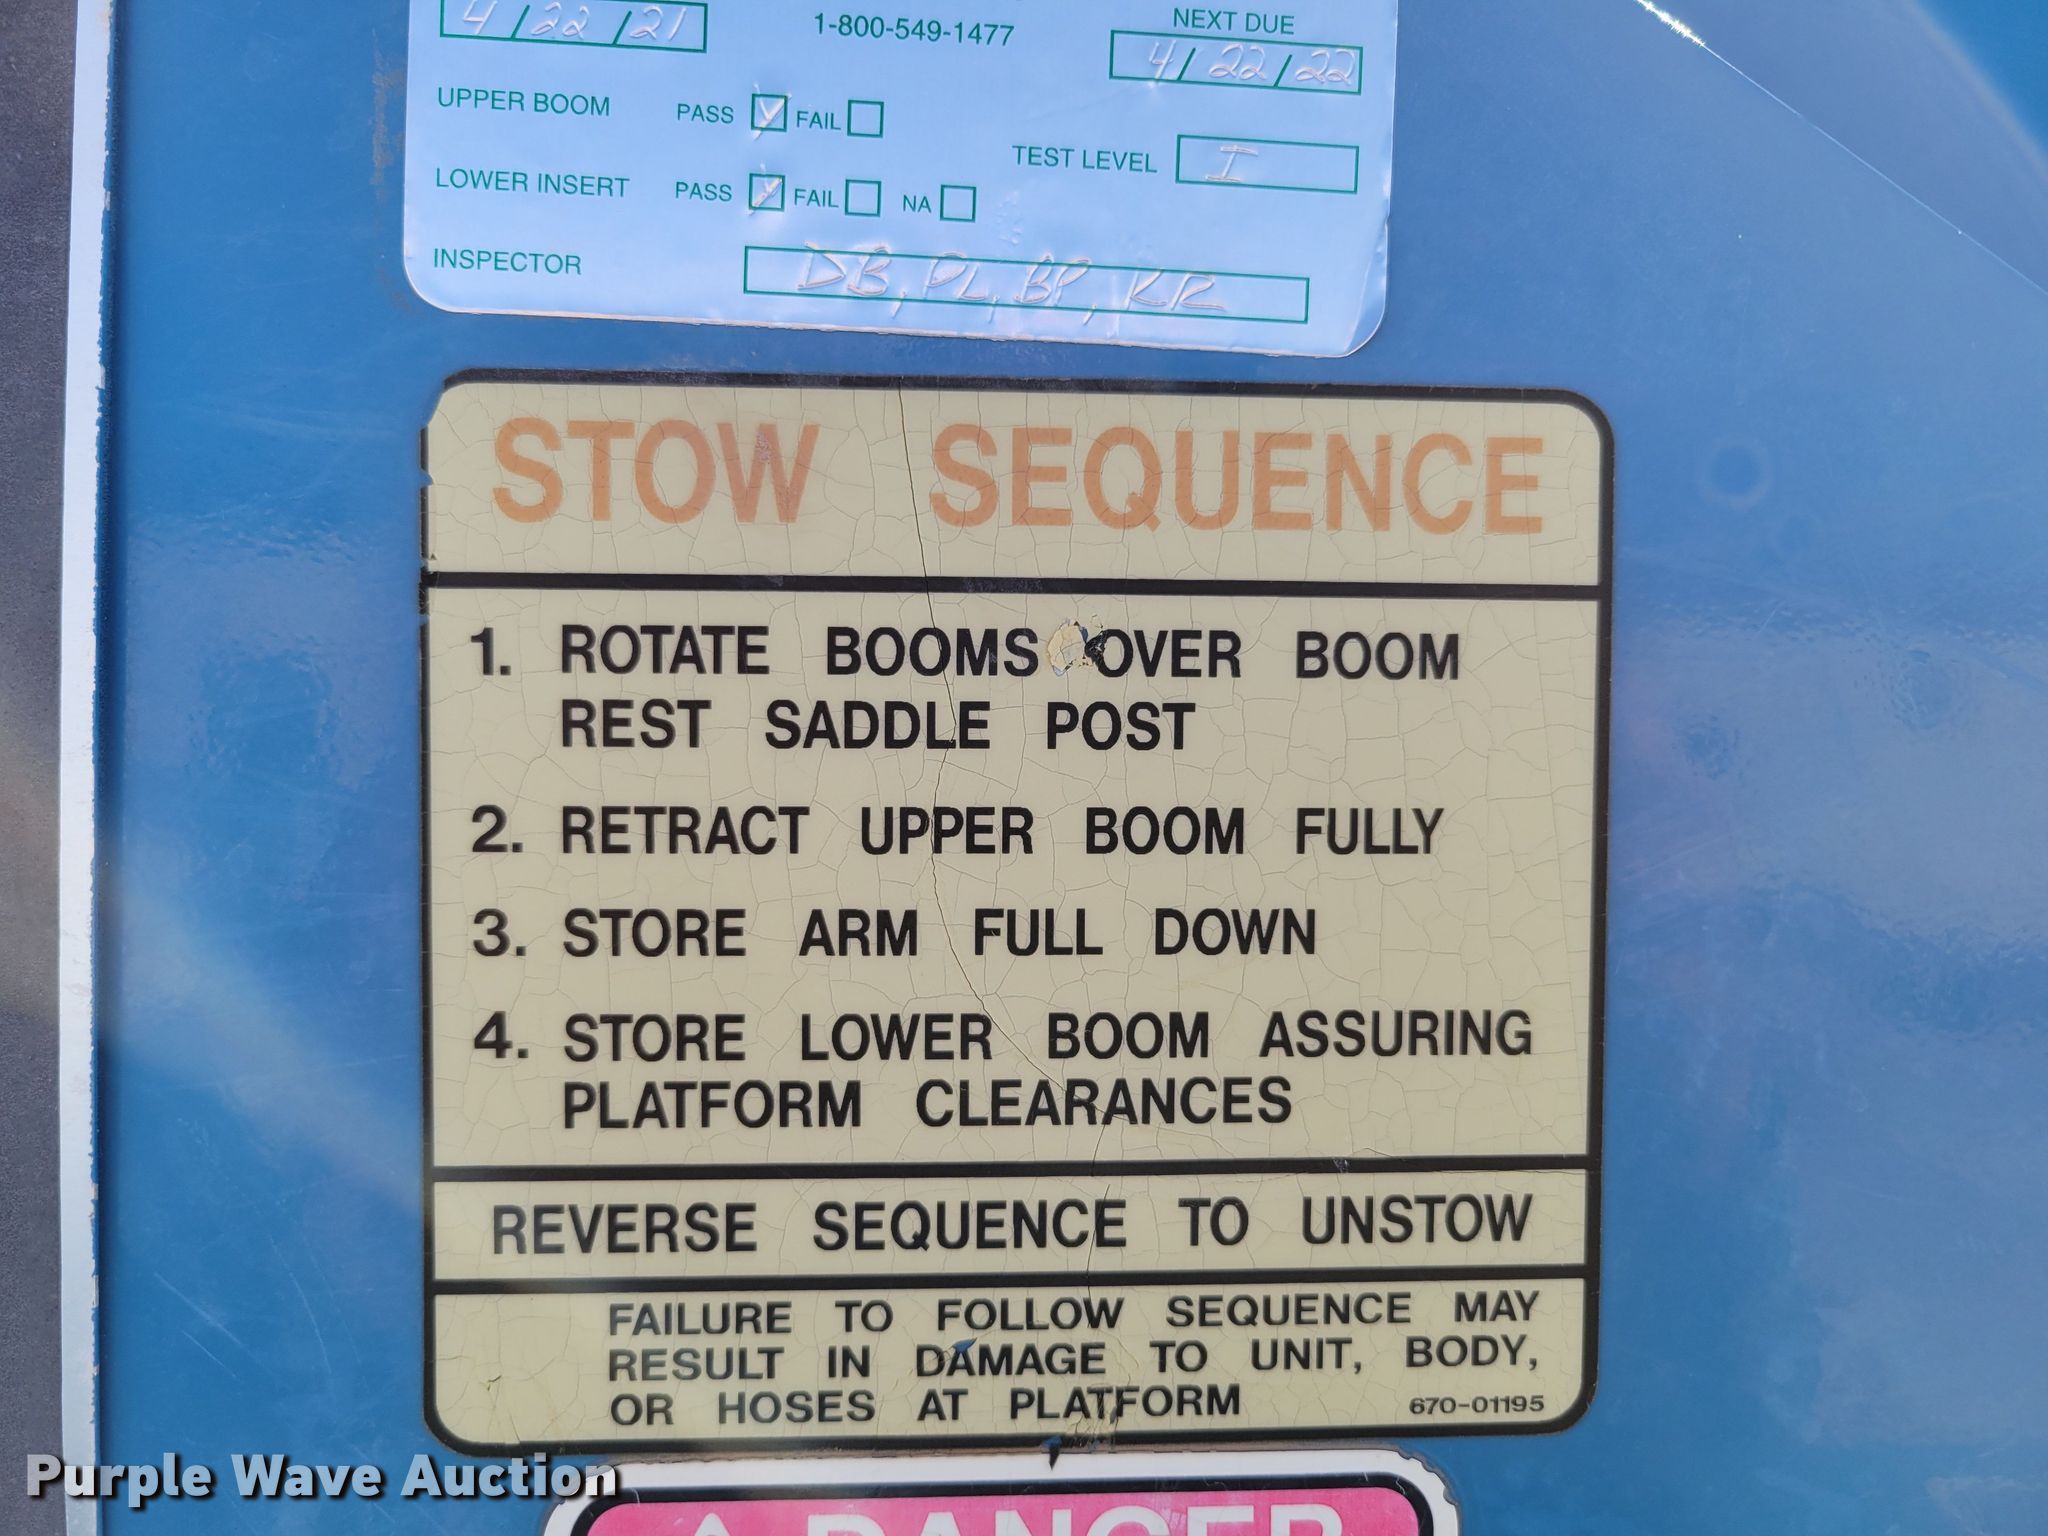 4/22/21
1-800-549-1477
NEXT DUE
4/22/22
UPPER BOOM PASS FAIL
TEST LEVEL I
LOWER INSERT PASS FAIL NA
INSPECTOR DB, PL, BP, KR
STOW SEQUENCE
1. ROTATE BOOMS OVER BOOM
REST SADDLE POST
2. RETRACT UPPER BOOM FULLY
3. STORE ARM FULL DOWN
4. STORE LOWER BOOM ASSURING
PLATFORM CLEARANCES
REVERSE SEQUENCE TO UNSTOW
FAILURE TO FOLLOW SEQUENCE MAY
RESULT IN DAMAGE TO UNIT, BODY,
OR HOSES AT PLATFORM
670-01195
Purple Wave Auction
DANGER